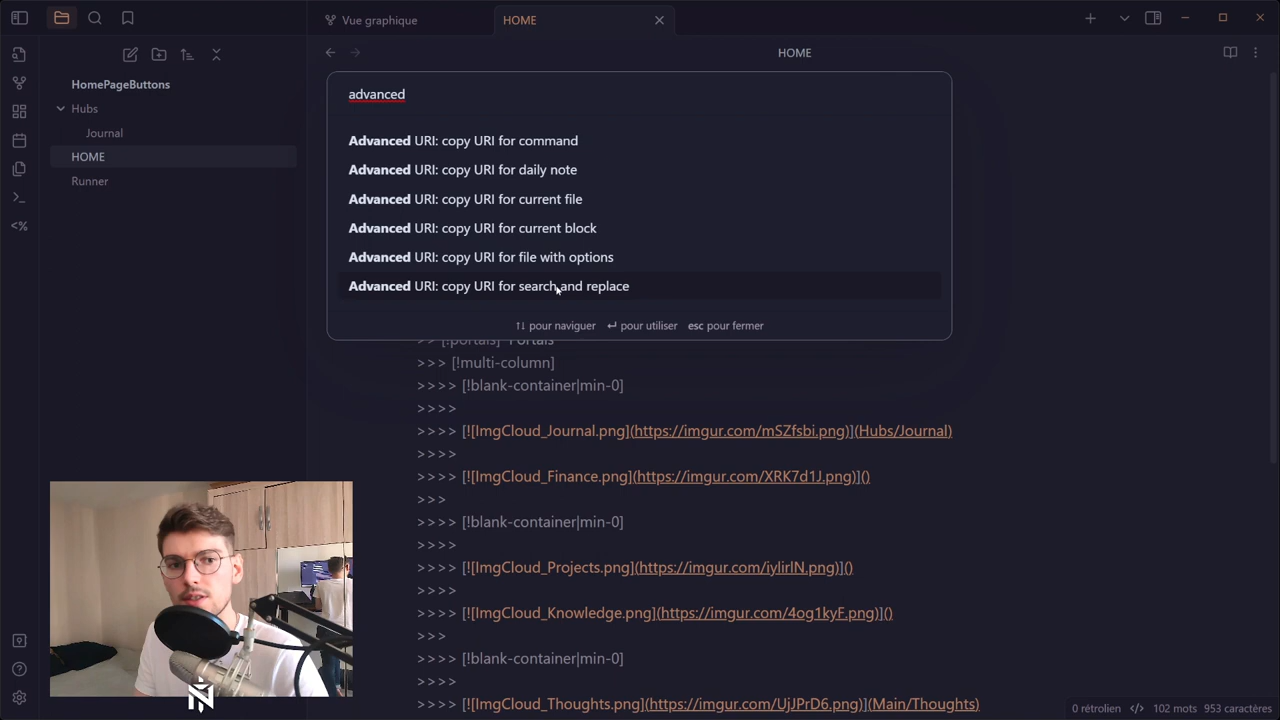 Vue graphique
HOME
HOME
HomePageButtons
Hubs
Journal
HOME
Runner
advanced
Advanced URI: copy URI for command
Advanced URI: copy URI for daily note
Advanced URI: copy URI for current file
Advanced URI: copy URI for current block
Advanced URI: copy URI for file with options
Advanced URI: copy URI for search and replace
↑↓ pour naviguer ↵ pour utiliser esc pour fermer
>> [!portals] Portals
>>> [!multi-column]
>>>> [!blank-container|min-0]
>>>>
>>>> [![ImgCloud_Journal.png](https://imgur.com/mSZfsbi.png)](Hubs/Journal)
>>>>
>>>> [![ImgCloud_Finance.png](https://imgur.com/XRK7d1J.png)]()
>>>
>>>> [!blank-container|min-0]
>>>>
>>>> [![ImgCloud_Projects.png](https://imgur.com/iylirlN.png)]()
>>>>
>>>> [![ImgCloud_Knowledge.png](https://imgur.com/4og1kyF.png)]()
>>>
>>>> [!blank-container|min-0]
>>>>
>>>> [![ImgCloud_Thoughts.png](https://imgur.com/UjJPrD6.png)](Main/Thoughts)
0 rétrolien </> 102 mots 953 caractères